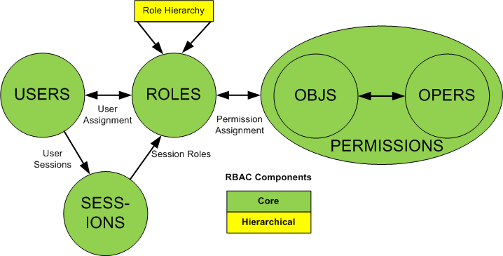 Role Hierarchy
USERS
ROLES
OBJS
OPERS
User
Assignment
Permission
Assignment
PERMISSIONS
User
Sessions
Session Roles
SESS-
IONS
RBAC Components
Core
Hierarchical